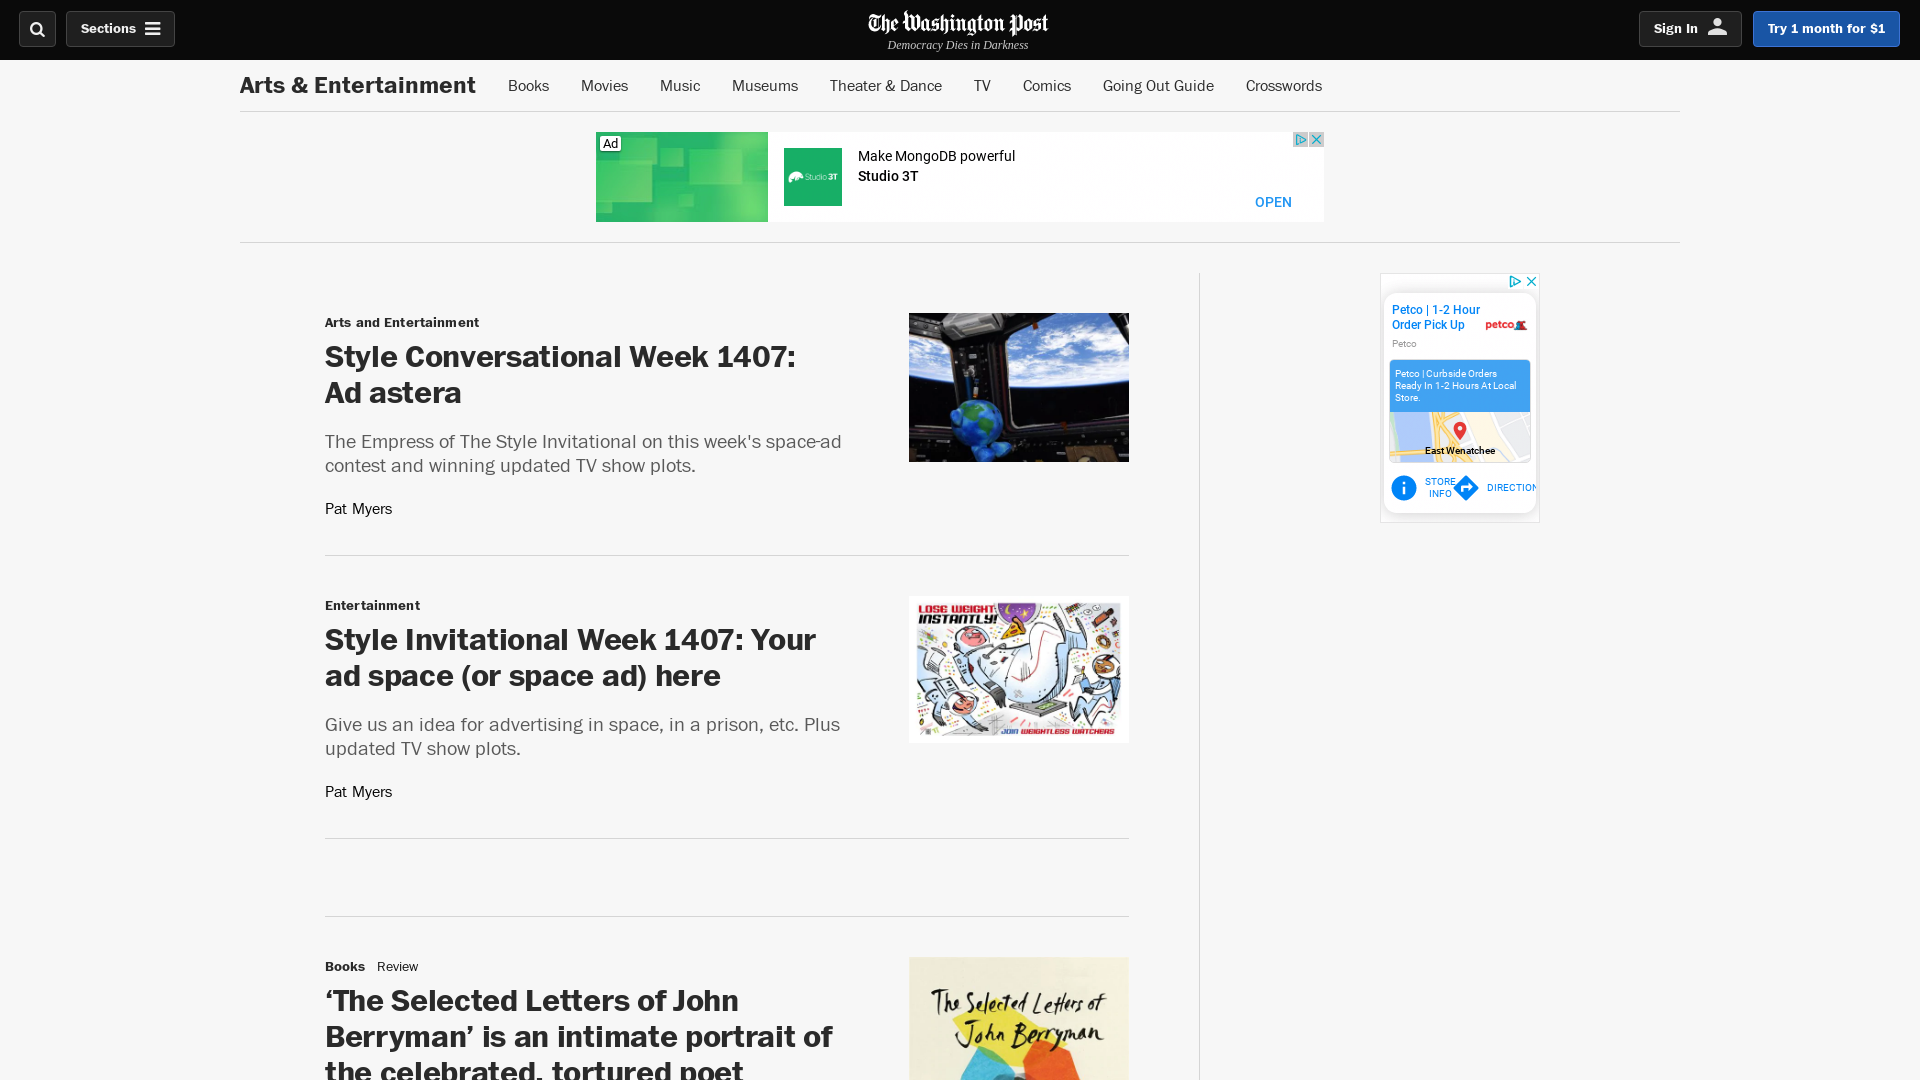 Sections
The Washington Post
Democracy Dies in Darkness
Sign In
Try 1 month for $1
Arts & Entertainment
Books
Movies
Music
Museums
Theater & Dance
TV
Comics
Going Out Guide
Crosswords
Ad
Studio 3T
Make MongoDB powerful
Studio 3T
OPEN
Arts and Entertainment
Style Conversational Week 1407:
Ad astera
The Empress of The Style Invitational on this week's space-ad
contest and winning updated TV show plots.
Pat Myers
Petco | 1-2 Hour
Order Pick Up
petco
Petco
Petco | Curbside Orders
Ready In 1-2 Hours At Local
Store.
East Wenatchee
STORE
INFO
DIRECTION
Entertainment
Style Invitational Week 1407: Your
ad space (or space ad) here
Give us an idea for advertising in space, in a prison, etc. Plus
updated TV show plots.
Pat Myers
LOSE WEIGHT
INSTANTLY!
JOIN WEIGHTLESS WATCHERS
Books Review
‘The Selected Letters of John
Berryman’ is an intimate portrait of
the celebrated, tortured poet
The Selected Letters of
John Berryman